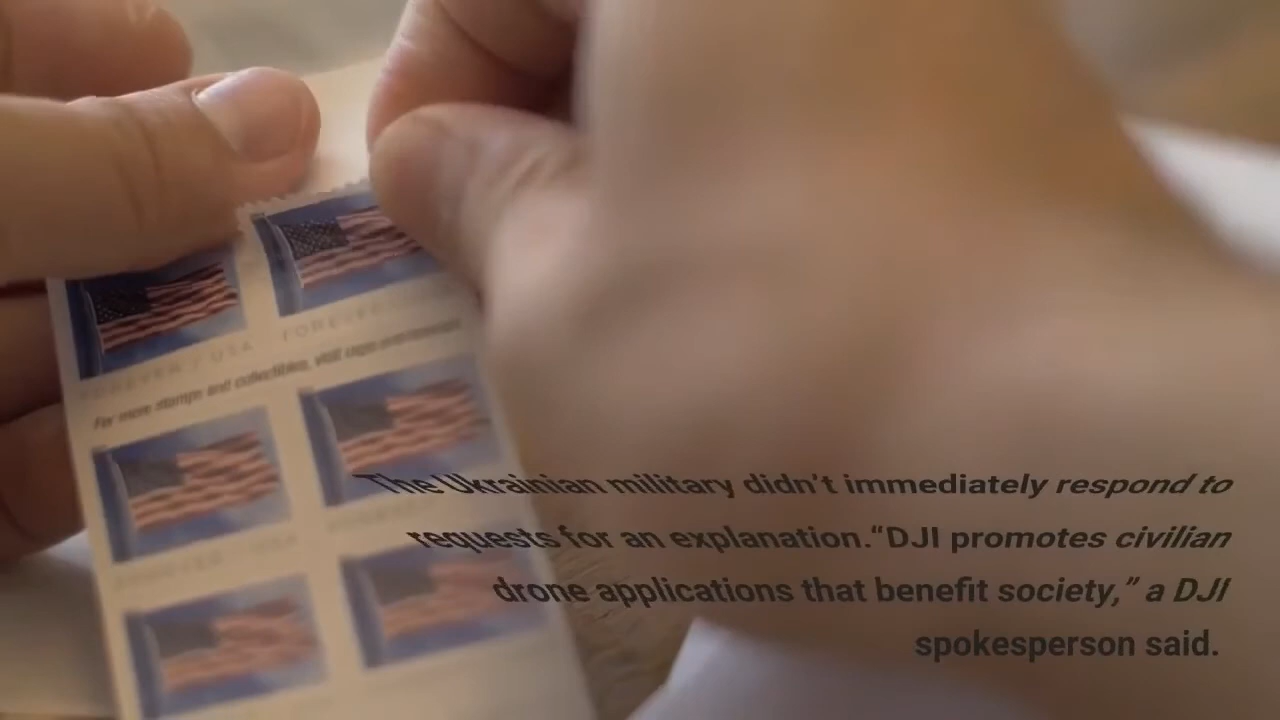 FOREVER / USA
FOREVER
For more stamps and collectibles, visit
The Ukrainian military didn't immediately respond to
requests for an explanation.“DJI promotes civilian
drone applications that benefit society,” a DJI
spokesperson said.